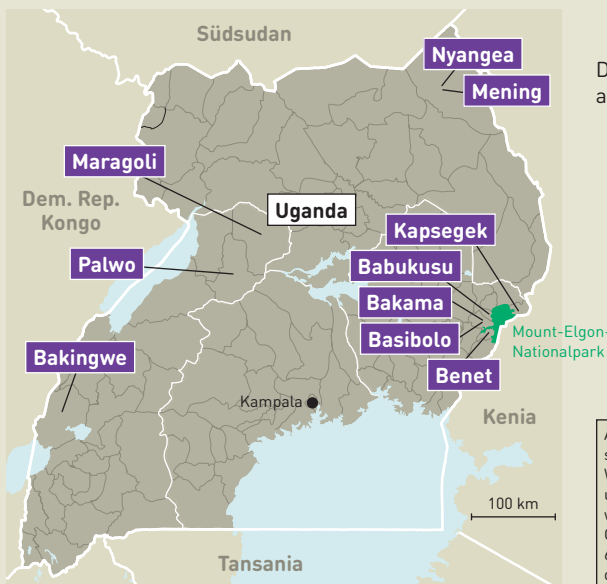 Südsudan
Nyangea
Mening
Maragoli
Dem. Rep.
Kongo
Uganda
Kapsegek
Palwo
Babukusu
Bakama
Basibolo
Mount-Elgon-
Nationalpark
Bakingwe
Benet
Kampala
Kenia
100 km
Tansania